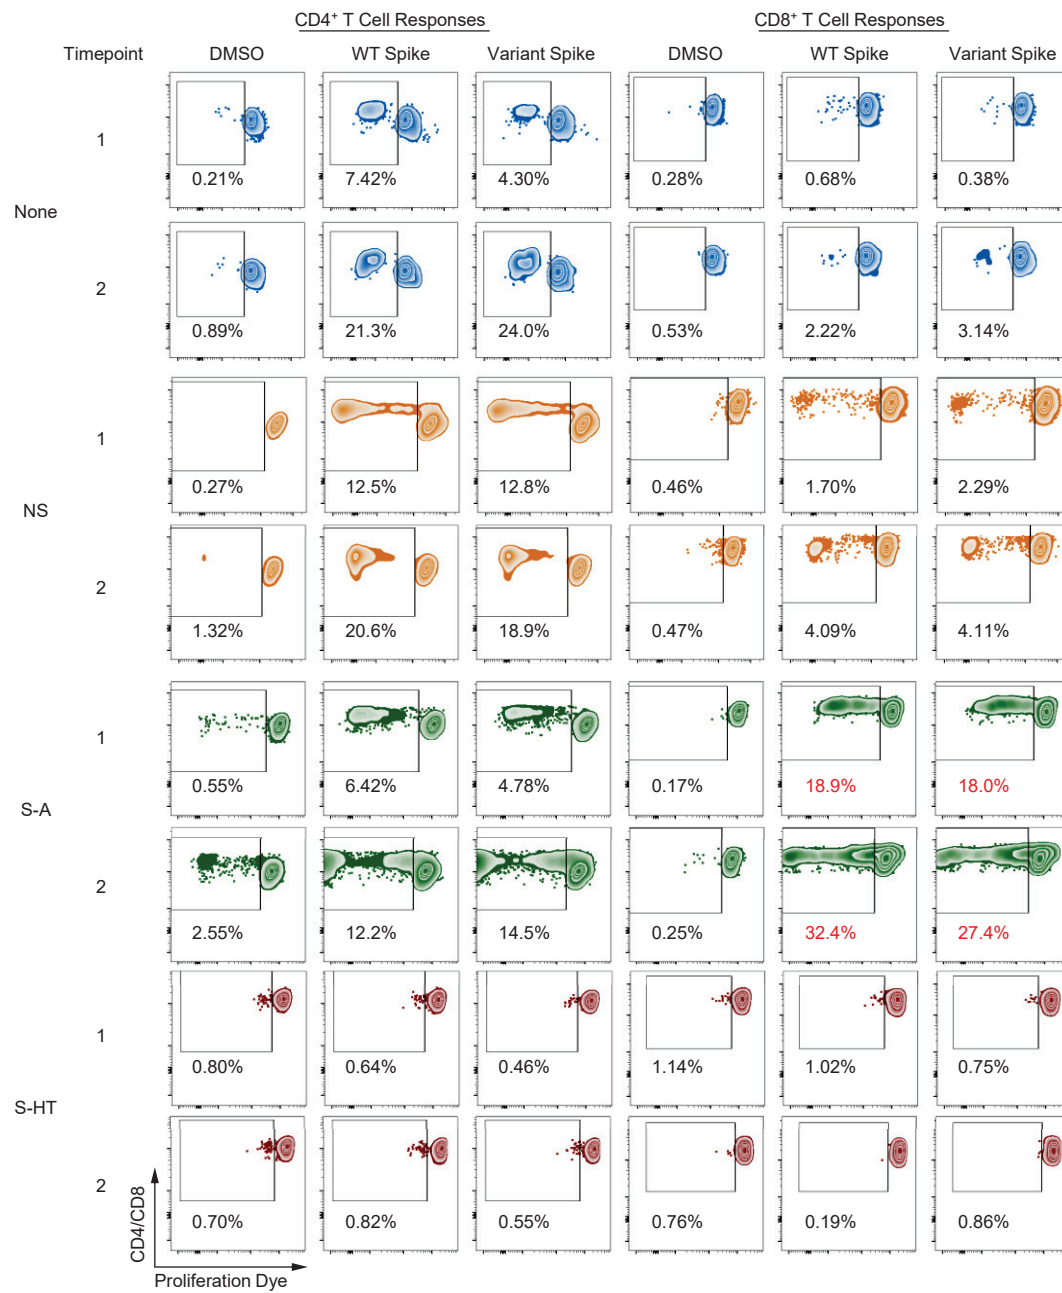 CD4⁺ T Cell Responses CD8⁺ T Cell Responses
Timepoint DMSO WT Spike Variant Spike DMSO WT Spike Variant Spike
1
0.21% 7.42% 4.30% 0.28% 0.68% 0.38%
None
2
0.89% 21.3% 24.0% 0.53% 2.22% 3.14%
1
0.27% 12.5% 12.8% 0.46% 1.70% 2.29%
NS
2
1.32% 20.6% 18.9% 0.47% 4.09% 4.11%
1
0.55% 6.42% 4.78% 0.17% 18.9% 18.0%
S-A
2
2.55% 12.2% 14.5% 0.25% 32.4% 27.4%
1
0.80% 0.64% 0.46% 1.14% 1.02% 0.75%
S-HT
2
0.70% 0.82% 0.55% 0.76% 0.19% 0.86%
CD4/CD8
Proliferation Dye